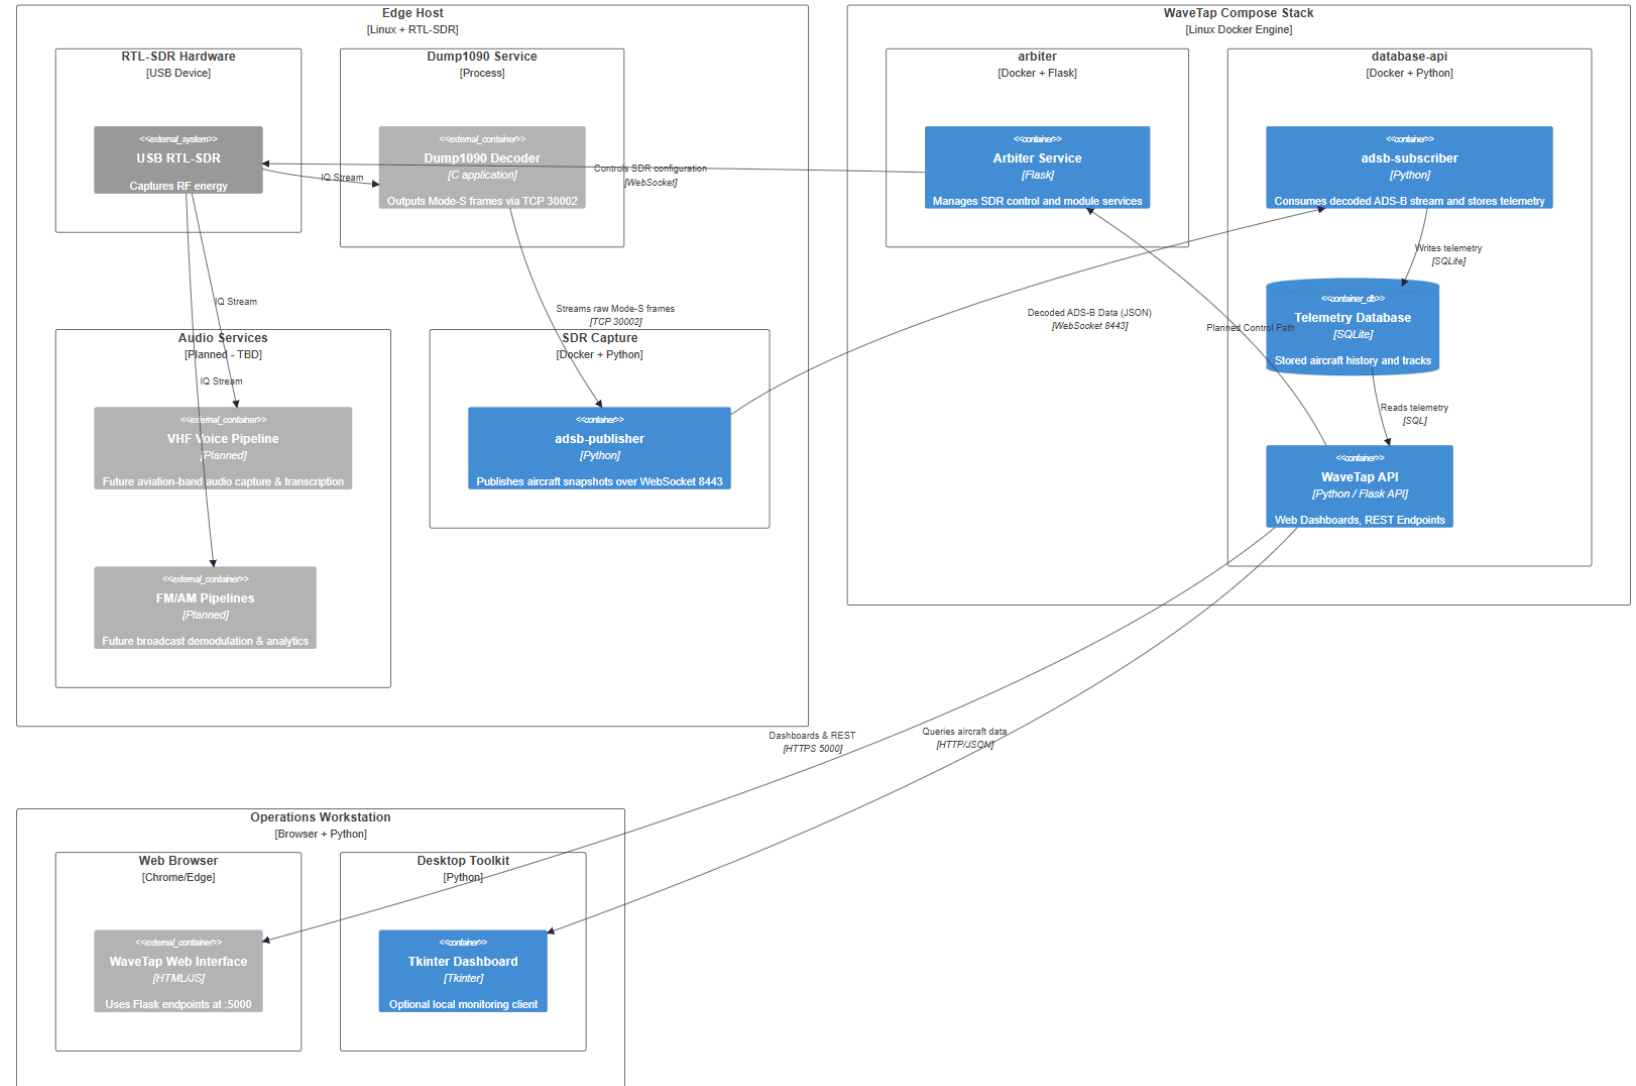 Edge Host
[Linux + RTL-SDR]
RTL-SDR Hardware
[USB Device]
<<external_system>>
USB RTL-SDR
Captures RF energy
Dump1090 Service
[Process]
<<external_container>>
Dump1090 Decoder
[C application]
Outputs Mode-S frames via TCP 30002
IQ Stream
Controls SDR configuration
[WebSocket]
IQ Stream
IQ Stream
Streams raw Mode-S frames
[TCP 30002]
Audio Services
[Planned - TBD]
<<external_container>>
VHF Voice Pipeline
[Planned]
Future aviation-band audio capture & transcription
<<external_container>>
FM/AM Pipelines
[Planned]
Future broadcast demodulation & analytics
SDR Capture
[Docker + Python]
<<container>>
adsb-publisher
[Python]
Publishes aircraft snapshots over WebSocket 8443
WaveTap Compose Stack
[Linux Docker Engine]
arbiter
[Docker + Flask]
<<container>>
Arbiter Service
[Flask]
Manages SDR control and module services
database-api
[Docker + Python]
<<container>>
adsb-subscriber
[Python]
Consumes decoded ADS-B stream and stores telemetry
Writes telemetry
[SQLite]
<<container_db>>
Telemetry Database
[SQLite]
Stored aircraft history and tracks
Decoded ADS-B Data (JSON)
[WebSocket 8443]
Planned Control Path
Reads telemetry
[SQL]
<<container>>
WaveTap API
[Python / Flask API]
Web Dashboards, REST Endpoints
Dashboards & REST
[HTTPS 5000]
Queries aircraft data
[HTTP/JSON]
Operations Workstation
[Browser + Python]
Web Browser
[Chrome/Edge]
<<external_container>>
WaveTap Web Interface
[HTML/JS]
Uses Flask endpoints at :5000
Desktop Toolkit
[Python]
<<container>>
Tkinter Dashboard
[Tkinter]
Optional local monitoring client